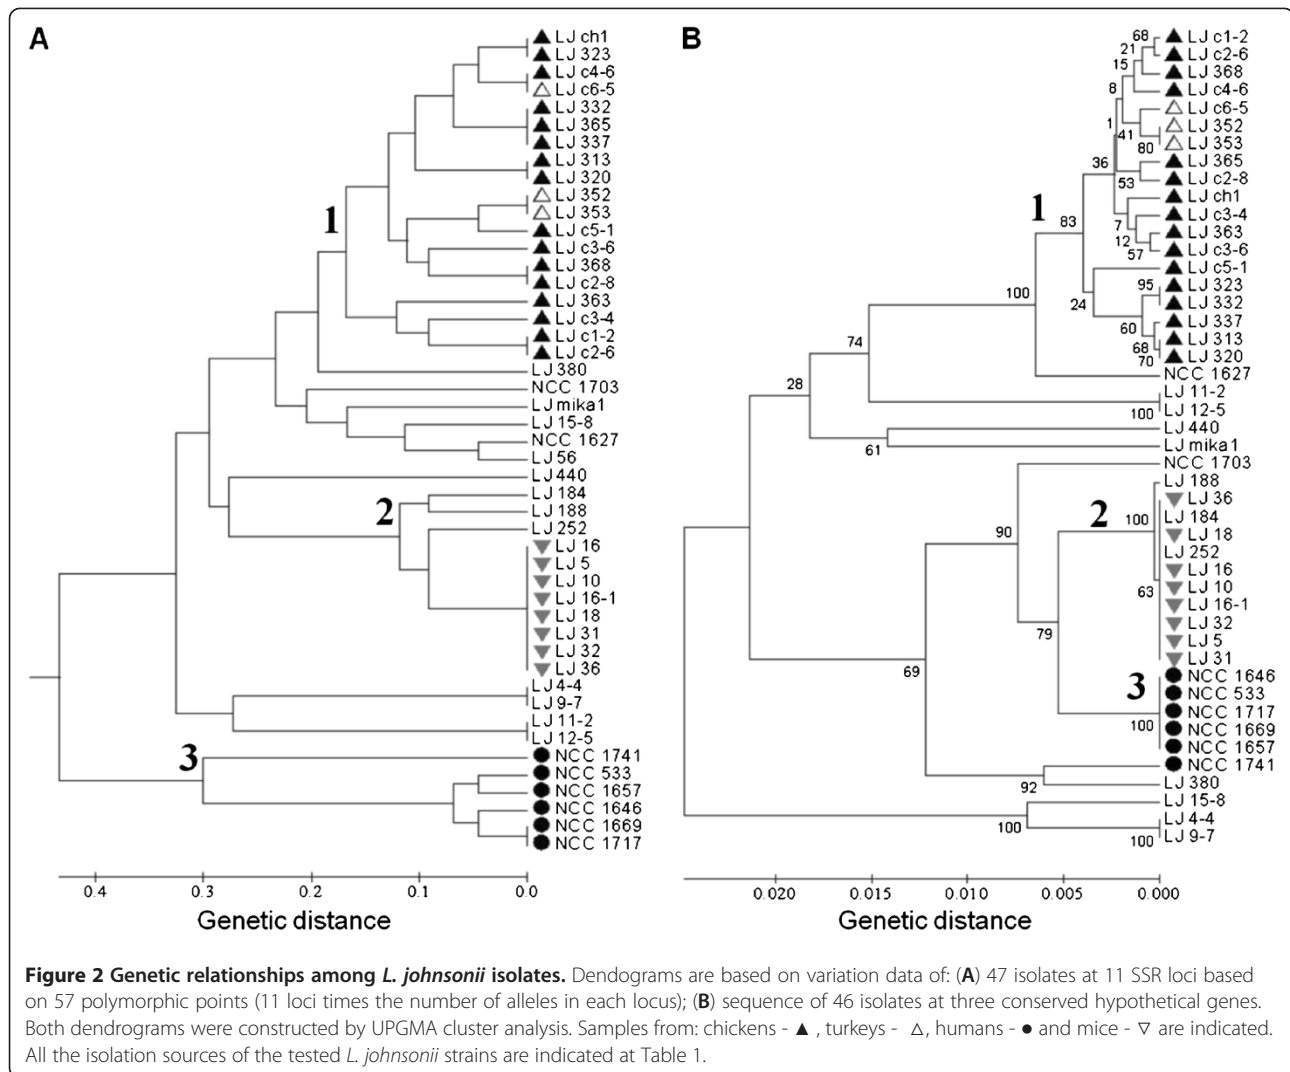 A
LJ ch1
LJ 323
LJ c4-6
LJ c6-5
LJ 332
LJ 365
LJ 337
LJ 313
LJ 320
LJ 352
LJ 353
LJ c5-1
LJ c3-6
LJ 368
LJ c2-8
LJ 363
LJ c3-4
LJ c1-2
LJ c2-6
LJ 380
NCC 1703
LJ mika1
LJ 15-8
NCC 1627
LJ 56
LJ 440
LJ 184
LJ 188
LJ 252
LJ 16
LJ 5
LJ 10
LJ 16-1
LJ 18
LJ 31
LJ 32
LJ 36
LJ 4-4
LJ 9-7
LJ 11-2
LJ 12-5
NCC 1741
NCC 533
NCC 1657
NCC 1646
NCC 1669
NCC 1717
1
2
3
0.4 0.3 0.2 0.1 0.0
Genetic distance
B
LJ c1-2
LJ c2-6
LJ 368
LJ c4-6
LJ c6-5
LJ 352
LJ 353
LJ 365
LJ c2-8
LJ ch1
LJ c3-4
LJ 363
LJ c3-6
LJ c5-1
LJ 323
LJ 332
LJ 337
LJ 313
LJ 320
NCC 1627
LJ 11-2
LJ 12-5
LJ 440
LJ mika1
NCC 1703
LJ 188
LJ 36
LJ 184
LJ 18
LJ 252
LJ 16
LJ 10
LJ 16-1
LJ 32
LJ 5
LJ 31
NCC 1646
NCC 533
NCC 1717
NCC 1669
NCC 1657
NCC 1741
LJ 380
LJ 15-8
LJ 4-4
LJ 9-7
68
21
15
8
1
41
80
36
53
7
12
57
1
83
24
95
60
68
70
100
74
100
28
61
90
2
100
63
79
3
100
69
92
100
100
0.020 0.015 0.010 0.005 0.000
Genetic distance
Figure 2 Genetic relationships among L. johnsonii isolates. Dendograms are based on variation data of: (A) 47 isolates at 11 SSR loci based
on 57 polymorphic points (11 loci times the number of alleles in each locus); (B) sequence of 46 isolates at three conserved hypothetical genes.
Both dendrograms were constructed by UPGMA cluster analysis. Samples from: chickens - ▲ , turkeys - △, humans - ● and mice - ▽ are indicated.
All the isolation sources of the tested L. johnsonii strains are indicated at Table 1.